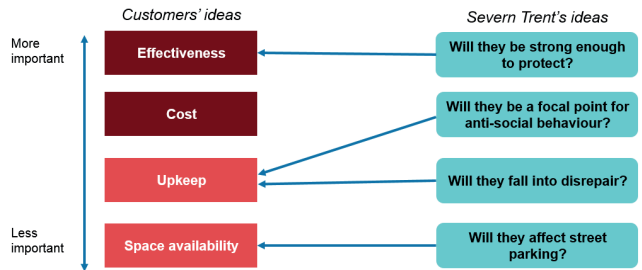 Customers' ideas
Severn Trent's ideas
More
important
Effectiveness
Will they be strong enough
to protect?
Cost
Will they be a focal point for
anti-social behaviour?
Upkeep
Will they fall into disrepair?
Less
important
Space availability
Will they affect street
parking?